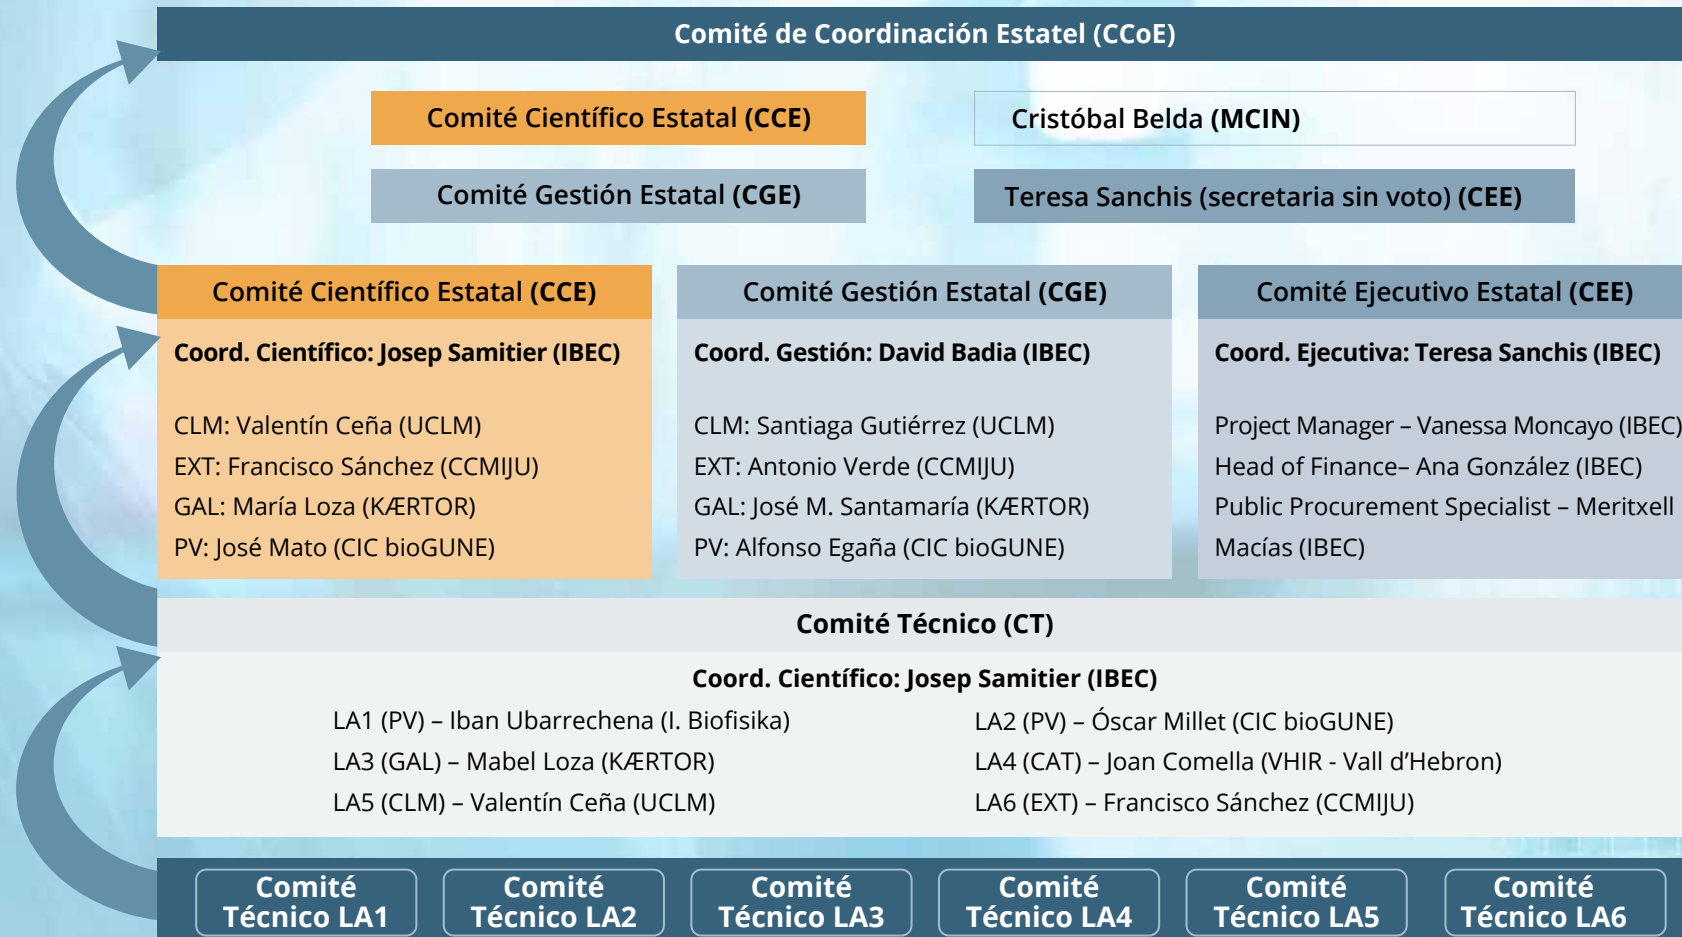 Comité de Coordinación Estatel (CCoE)
Comité Científico Estatal (CCE)
Cristóbal Belda (MCIN)
Comité Gestión Estatal (CGE)
Teresa Sanchis (secretaria sin voto) (CEE)
Comité Científico Estatal (CCE)
Coord. Científico: Josep Samitier (IBEC)
CLM: Valentín Ceña (UCLM)
EXT: Francisco Sánchez (CCMIJU)
GAL: María Loza (KÆRTOR)
PV: José Mato (CIC bioGUNE)
Comité Gestión Estatal (CGE)
Coord. Gestión: David Badia (IBEC)
CLM: Santiaga Gutiérrez (UCLM)
EXT: Antonio Verde (CCMIJU)
GAL: José M. Santamaría (KÆRTOR)
PV: Alfonso Egaña (CIC bioGUNE)
Comité Ejecutivo Estatal (CEE)
Coord. Ejecutiva: Teresa Sanchis (IBEC)
Project Manager – Vanessa Moncayo (IBEC)
Head of Finance– Ana González (IBEC)
Public Procurement Specialist – Meritxell
Macías (IBEC)
Comité Técnico (CT)
Coord. Científico: Josep Samitier (IBEC)
LA1 (PV) – Iban Ubarrechena (I. Biofisika)
LA2 (PV) – Óscar Millet (CIC bioGUNE)
LA3 (GAL) – Mabel Loza (KÆRTOR)
LA4 (CAT) – Joan Comella (VHIR - Vall d'Hebron)
LA5 (CLM) – Valentín Ceña (UCLM)
LA6 (EXT) – Francisco Sánchez (CCMIJU)
Comité
Técnico LA1
Comité
Técnico LA2
Comité
Técnico LA3
Comité
Técnico LA4
Comité
Técnico LA5
Comité
Técnico LA6